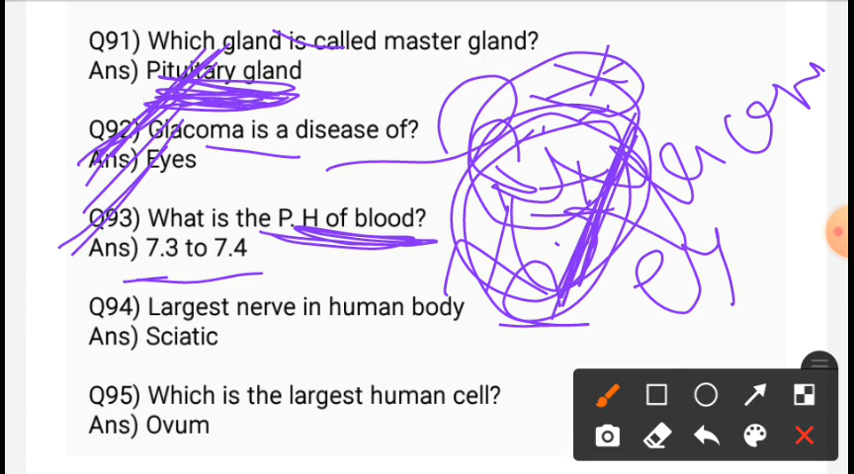 Q91) Which gland is called master gland?
Ans) Pituitary gland
Q92) Glacoma is a disease of?
Ans) Eyes
Q93) What is the P. H of blood?
Ans) 7.3 to 7.4
Q94) Largest nerve in human body
Ans) Sciatic
Q95) Which is the largest human cell?
Ans) Ovum